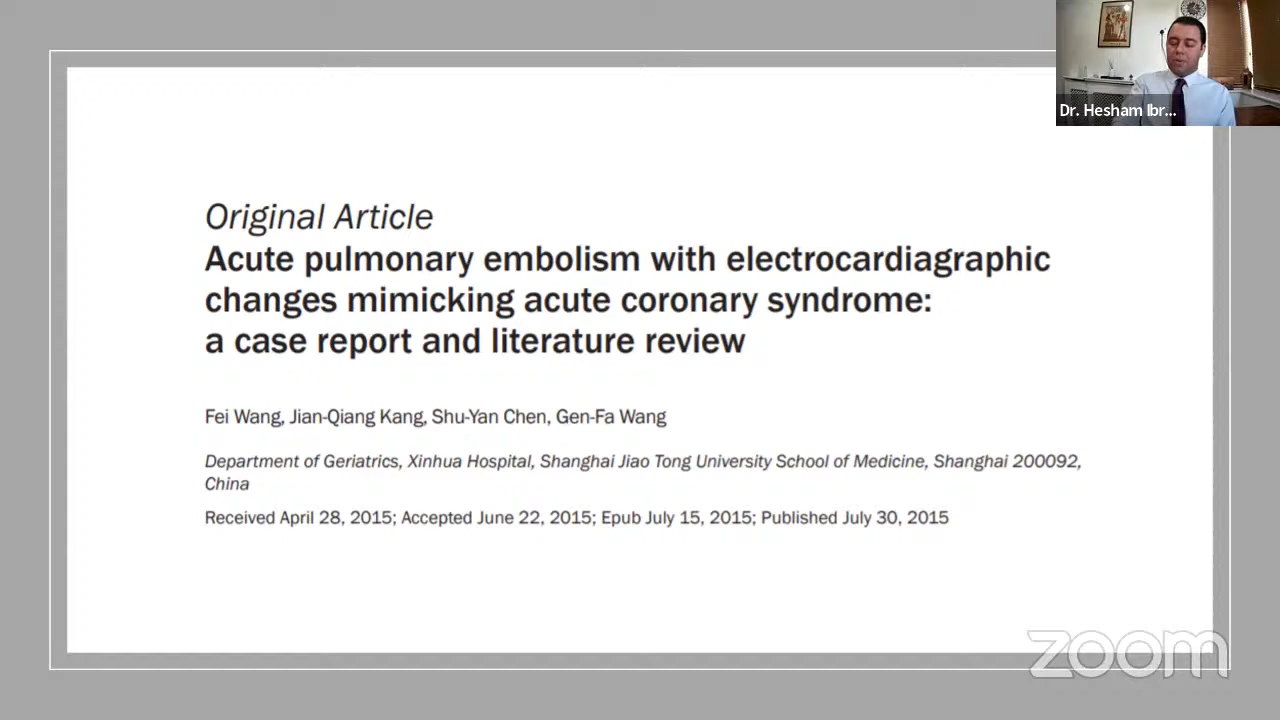 Dr. Hesham Ibr...
Original Article
Acute pulmonary embolism with electrocardiagraphic
changes mimicking acute coronary syndrome:
a case report and literature review
Fei Wang, Jian-Qiang Kang, Shu-Yan Chen, Gen-Fa Wang
Department of Geriatrics, Xinhua Hospital, Shanghai Jiao Tong University School of Medicine, Shanghai 200092,
China
Received April 28, 2015; Accepted June 22, 2015; Epub July 15, 2015; Published July 30, 2015
zoom